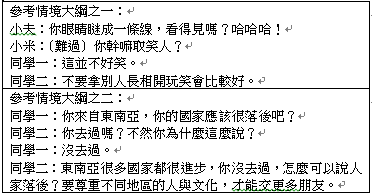 參考情境大綱之一：
小夫：你眼睛瞇成一條線，看得見嗎？哈哈哈！
小米：〔難過〕你幹嘛取笑人？
同學一：這並不好笑。
同學二：不要拿別人長相開玩笑會比較好。
參考情境大綱之二：
同學一：你來自東南亞，你的國家應該很落後吧？
同學二：你去過嗎？不然你為什麼這麼說？
同學一：沒去過。
同學二：東南亞很多國家都很進步，你沒去過，怎麼可以說人
家落後？要尊重不同地區的人與文化，才能交更多朋友。